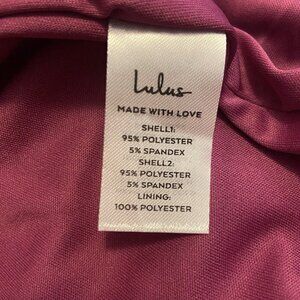 Lulus
MADE WITH LOVE
SHELL1:
95% POLYESTER
5% SPANDEX
SHELL2:
95% POLYESTER
5% SPANDEX
LINING:
100% POLYESTER